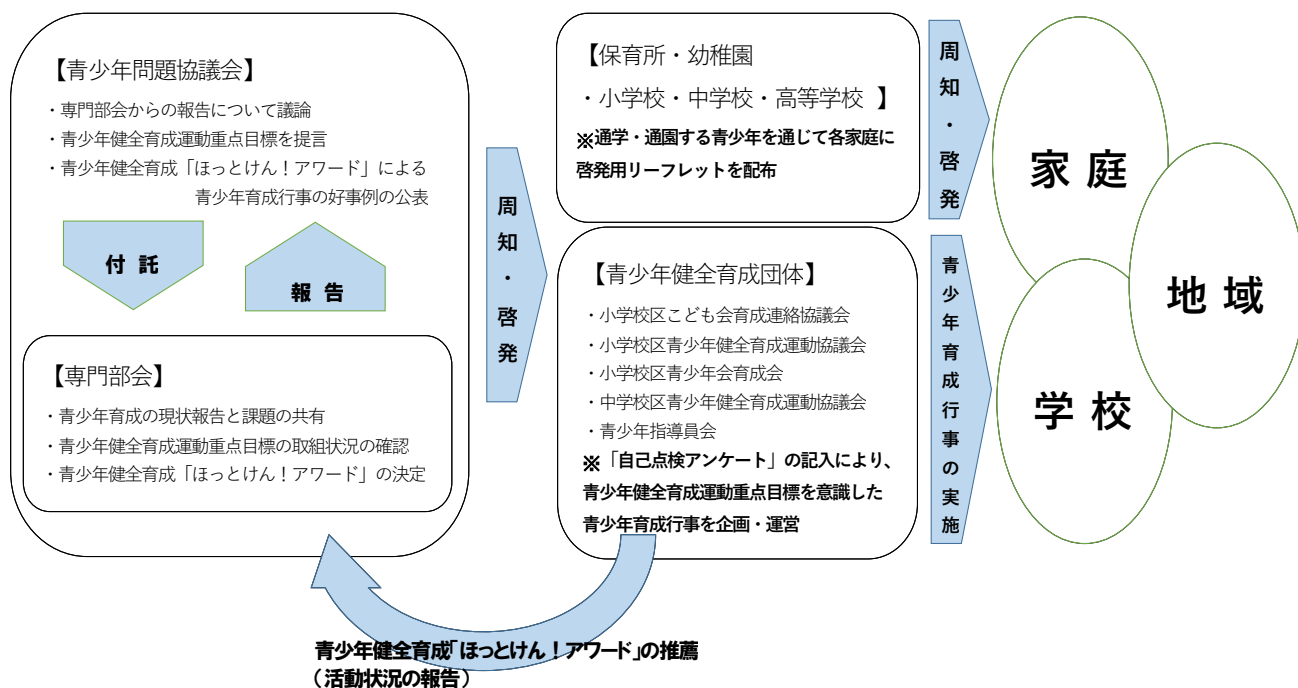 【青少年問題協議会】
・専門部会からの報告について議論
・青少年健全育成運動重点目標を提言
・青少年健全育成「ほっとけん！アワード」による
青少年育成行事の好事例の公表
付 託
報 告
【専門部会】
・青少年育成の現状報告と課題の共有
・青少年健全育成運動重点目標の取組状況の確認
・青少年健全育成「ほっとけん！アワード」の決定
周知・啓発
【保育所・幼稚園
・小学校・中学校・高等学校 】
※通学・通園する青少年を通じて各家庭に
啓発用リーフレットを配布
【青少年健全育成団体】
・小学校区こども会育成連絡協議会
・小学校区青少年健全育成運動協議会
・小学校区青少年会育成会
・中学校区青少年健全育成運動協議会
・青少年指導員会
※「自己点検アンケート」の記入により、
青少年健全育成運動重点目標を意識した
青少年育成行事を企画・運営
周知・啓発
青少年育成行事の実施
家 庭
地 域
学 校
青少年健全育成「ほっとけん！アワード」の推薦
（活動状況の報告）